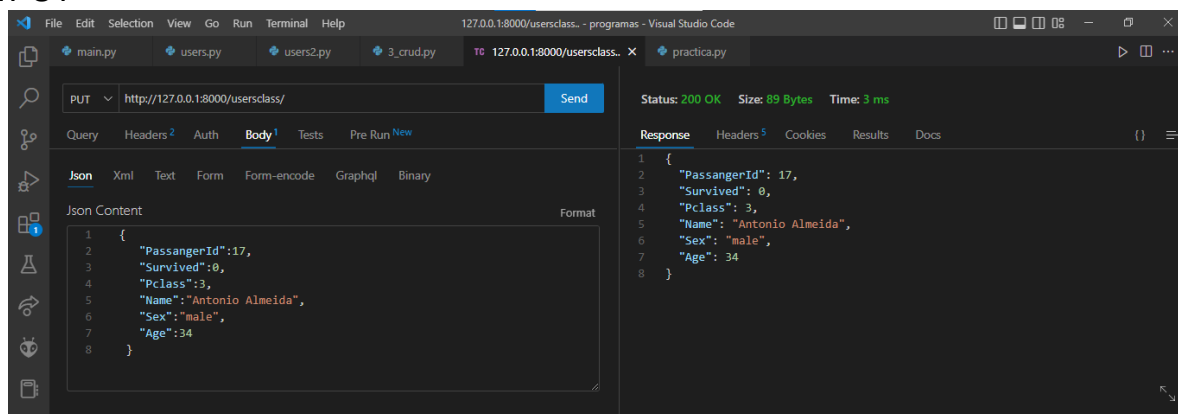 File Edit Selection View Go Run Terminal Help 127.0.0.1:8000/usersclass.. - programas - Visual Studio Code
main.py users.py users2.py 3_crud.py TC 127.0.0.1:8000/usersclass.. practica.py
PUT http://127.0.0.1:8000/usersclass/ Send
Status: 200 OK Size: 89 Bytes Time: 3 ms
Query Headers 2 Auth Body 1 Tests Pre Run New
Response Headers 5 Cookies Results Docs {}
Json Xml Text Form Form-encode Graphql Binary
Json Content Format
1 {
2 "PassangerId":17,
3 "Survived":0,
4 "Pclass":3,
5 "Name":"Antonio Almeida",
6 "Sex":"male",
7 "Age":34
8 }
1 {
2 "PassangerId": 17,
3 "Survived": 0,
4 "Pclass": 3,
5 "Name": "Antonio Almeida",
6 "Sex": "male",
7 "Age": 34
8 }
1